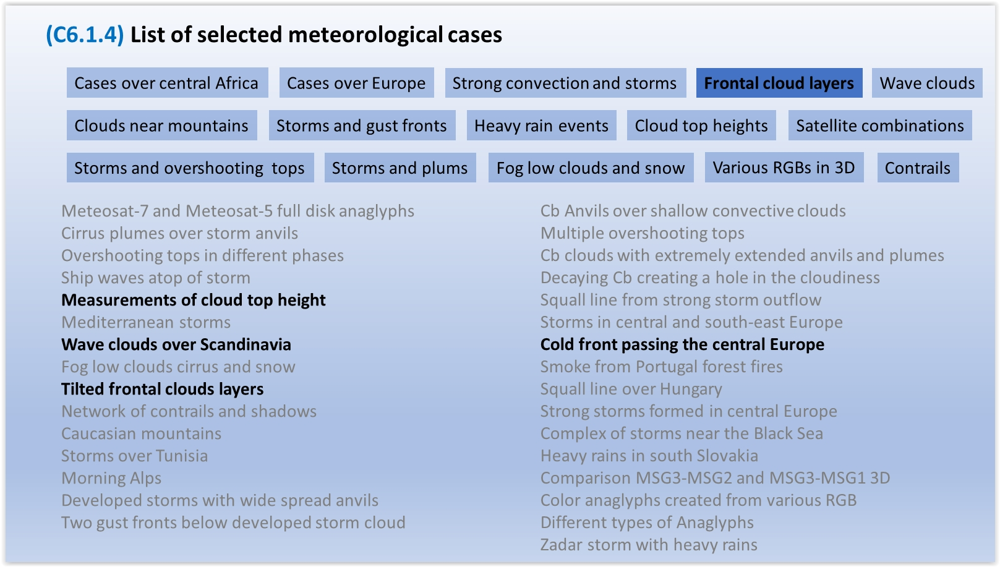 (C6.1.4) List of selected meteorological cases
Cases over central Africa
Cases over Europe
Strong convection and storms
Frontal cloud layers
Wave clouds
Clouds near mountains
Storms and gust fronts
Heavy rain events
Cloud top heights
Satellite combinations
Storms and overshooting tops
Storms and plums
Fog low clouds and snow
Various RGBs in 3D
Contrails
Meteosat-7 and Meteosat-5 full disk anaglyphs
Cirrus plumes over storm anvils
Overshooting tops in different phases
Ship waves atop of storm
Measurements of cloud top height
Mediterranean storms
Wave clouds over Scandinavia
Fog low clouds cirrus and snow
Tilted frontal clouds layers
Network of contrails and shadows
Caucasian mountains
Storms over Tunisia
Morning Alps
Developed storms with wide spread anvils
Two gust fronts below developed storm cloud
Cb Anvils over shallow convective clouds
Multiple overshooting tops
Cb clouds with extremely extended anvils and plumes
Decaying Cb creating a hole in the cloudiness
Squall line from strong storm outflow
Storms in central and south-east Europe
Cold front passing the central Europe
Smoke from Portugal forest fires
Squall line over Hungary
Strong storms formed in central Europe
Complex of storms near the Black Sea
Heavy rains in south Slovakia
Comparison MSG3-MSG2 and MSG3-MSG1 3D
Color anaglyphs created from various RGB
Different types of Anaglyphs
Zadar storm with heavy rains